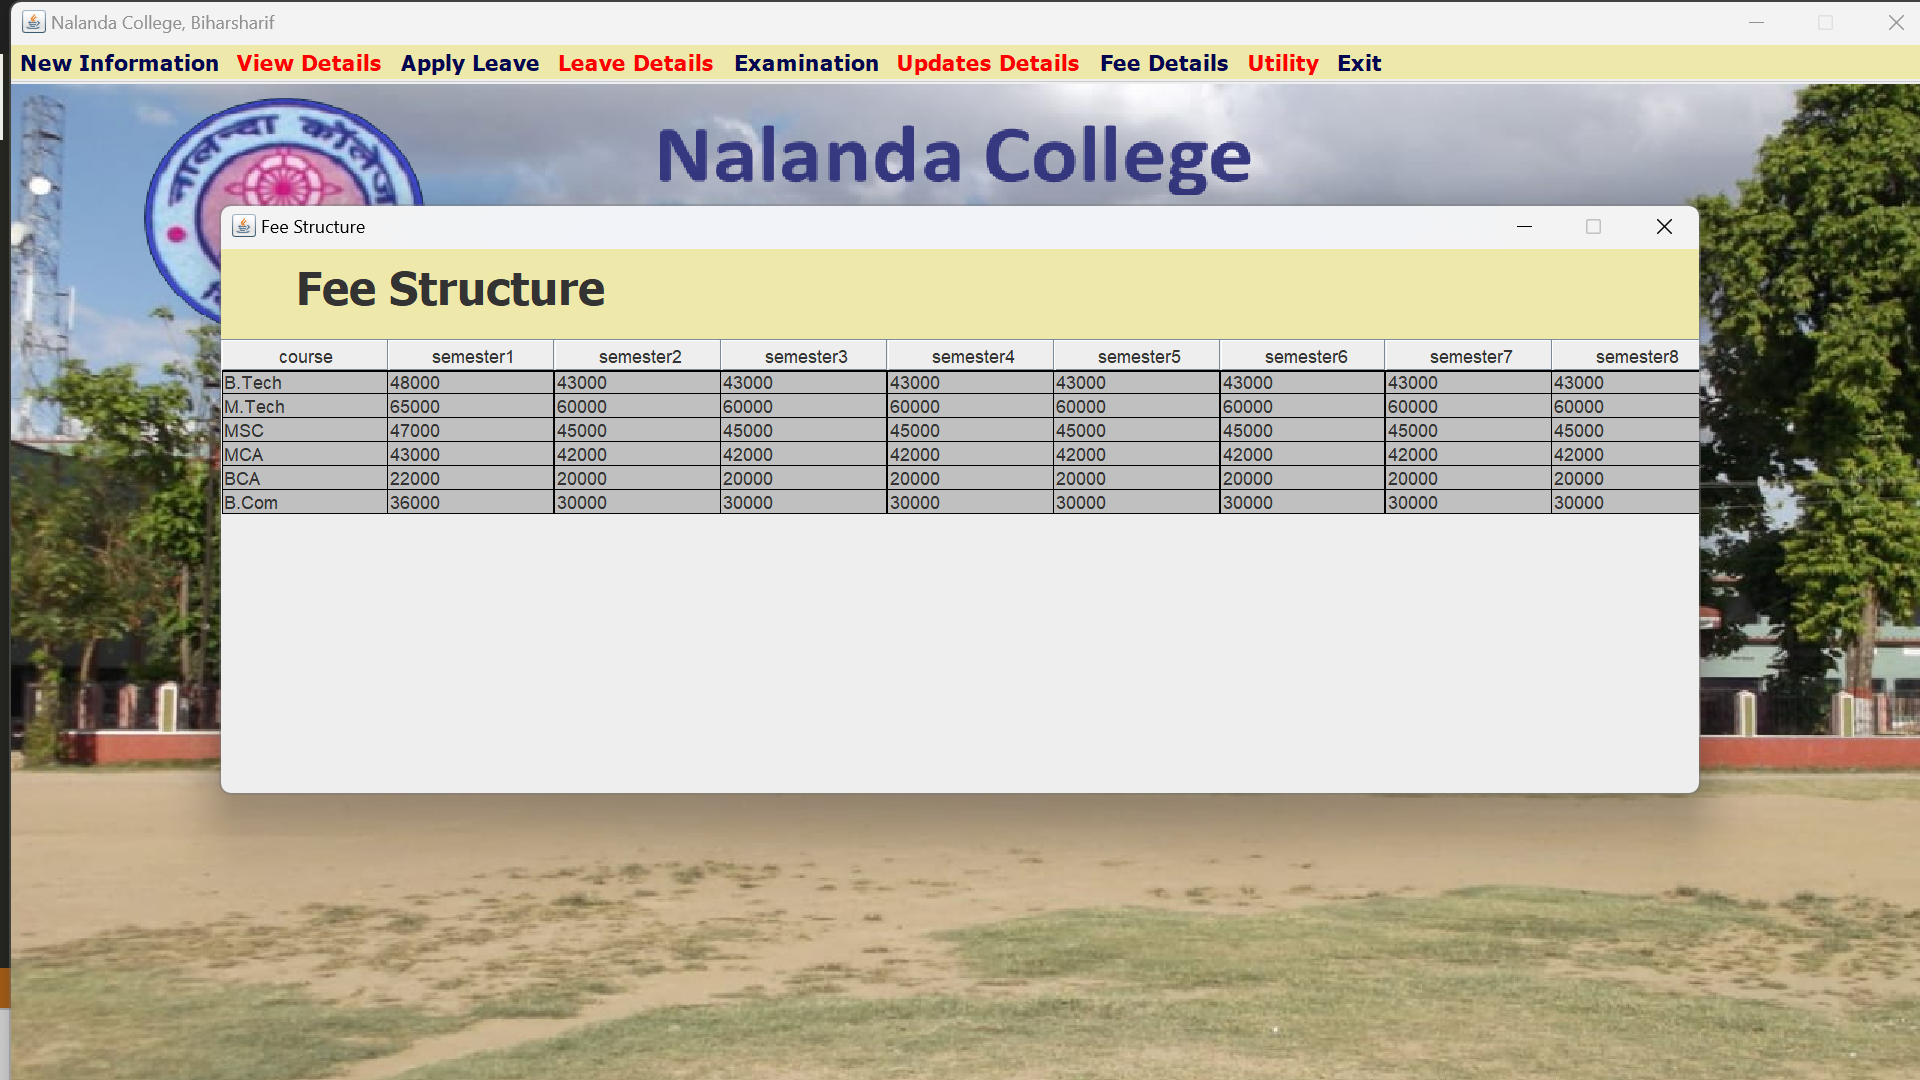 Nalanda College, Biharsharif
New Information View Details Apply Leave Leave Details Examination Updates Details Fee Details Utility Exit
नालन्दा कॉलेज
Nalanda College
Fee Structure
Fee Structure
course semester1 semester2 semester3 semester4 semester5 semester6 semester7 semester8
B.Tech 48000 43000 43000 43000 43000 43000 43000 43000
M.Tech 65000 60000 60000 60000 60000 60000 60000 60000
MSC 47000 45000 45000 45000 45000 45000 45000 45000
MCA 43000 42000 42000 42000 42000 42000 42000 42000
BCA 22000 20000 20000 20000 20000 20000 20000 20000
B.Com 36000 30000 30000 30000 30000 30000 30000 30000